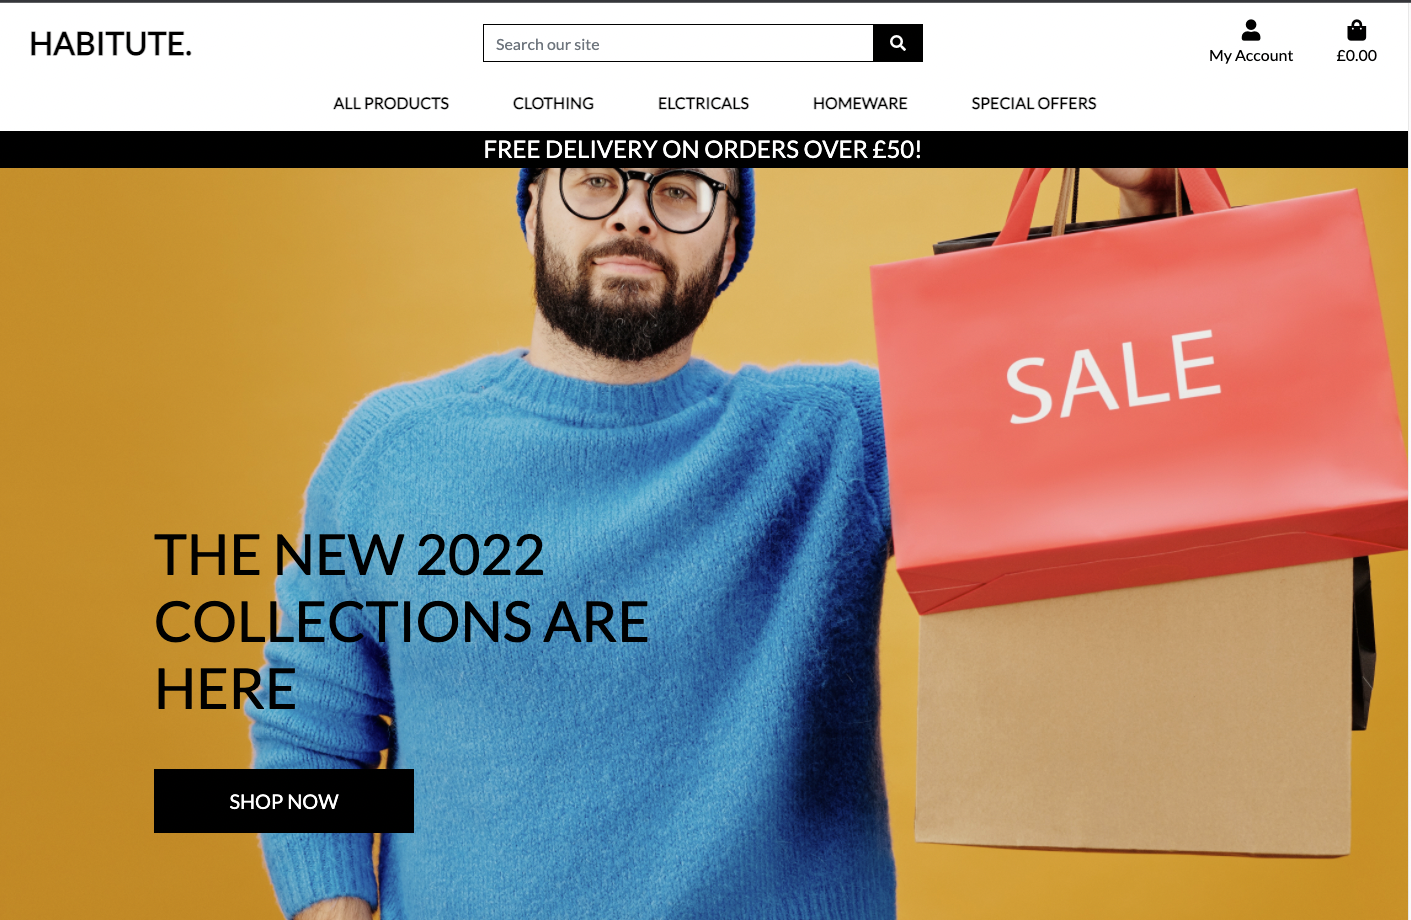 HABITUTE.
Search our site
My Account
£0.00
ALL PRODUCTS
CLOTHING
ELCTRICALS
HOMEWARE
SPECIAL OFFERS
FREE DELIVERY ON ORDERS OVER £50!
SALE
THE NEW 2022
COLLECTIONS ARE
HERE
SHOP NOW